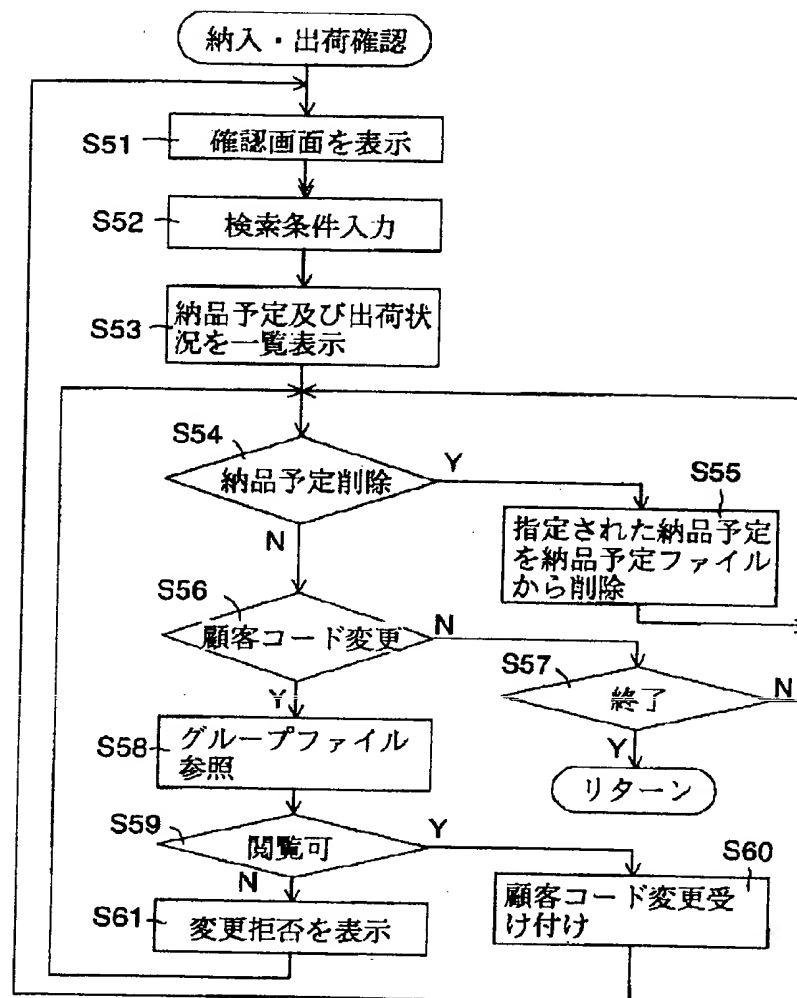 納入・出荷確認
S51
確認画面を表示
S52
検索条件入力
S53
納品予定及び出荷状
況を一覧表示
S54
納品予定削除
Y
N
S55
指定された納品予定
を納品予定ファイル
から削除
S56
顧客コード変更
N
Y
S57
終了
N
Y
リターン
S58
グループファイル
参照
S59
閲覧可
Y
N
S60
顧客コード変更受
け付け
S61
変更拒否を表示